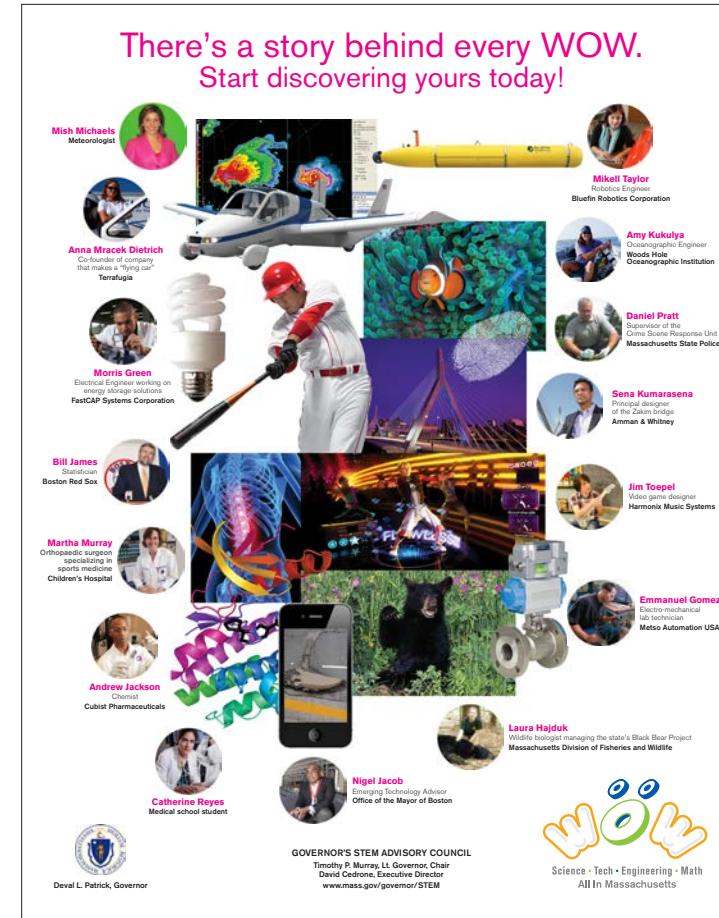 There's a story behind every WOW.
Start discovering yours today!
Mish Michaels
Meteorologist
Mikell Taylor
Robotics Engineer
Bluefin Robotics Corporation
Anna Mracek Dietrich
Co-founder of company
that makes a "flying car"
Terrafugia
Amy Kukulya
Oceanographic Engineer
Woods Hole
Oceanographic Institution
Daniel Pratt
Supervisor of the
Crime Scene Response Unit
Massachusetts State Police
Morris Green
Electrical Engineer working on
energy storage solutions
FastCAP Systems Corporation
Sena Kumarasena
Principal designer
of the Zakim bridge
Amman & Whitney
Bill James
Statistician
Boston Red Sox
Jim Toepel
Video game designer
Harmonix Music Systems
Martha Murray
Orthopaedic surgeon
specializing in
sports medicine
Children's Hospital
Emmanuel Gomez
Electro-mechanical
lab technician
Metso Automation USA
Andrew Jackson
Chemist
Cubist Pharmaceuticals
Laura Hajduk
Wildlife biologist managing the state's Black Bear Project
Massachusetts Division of Fisheries and Wildlife
Catherine Reyes
Medical school student
Nigel Jacob
Emerging Technology Advisor
Office of the Mayor of Boston
Deval L. Patrick, Governor
GOVERNOR'S STEM ADVISORY COUNCIL
Timothy P. Murray, Lt. Governor, Chair
David Cedrone, Executive Director
www.mass.gov/governor/STEM
WÖW
Science • Tech • Engineering • Math
All In Massachusetts